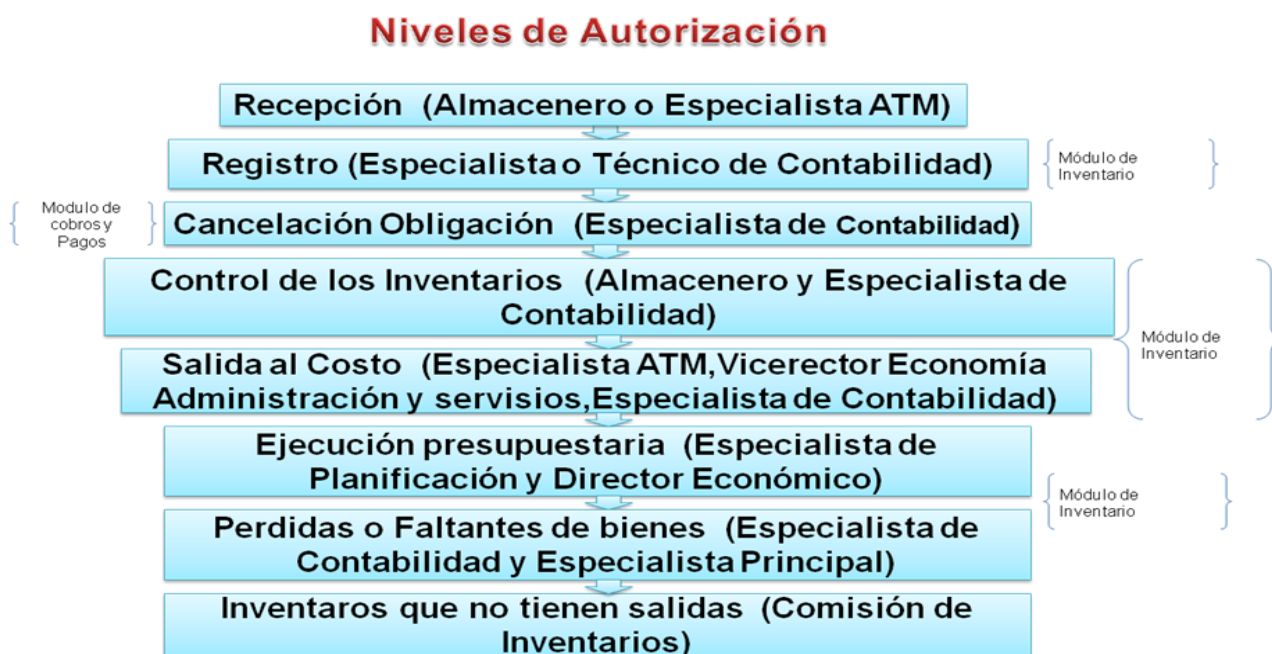 Niveles de Autorización
Recepción (Almacenero o Especialista ATM)
Registro (Especialista o Técnico de Contabilidad)
Módulo de
Inventario
Modulo de
cobros y
Pagos
Cancelación Obligación (Especialista de Contabilidad)
Control de los Inventarios (Almacenero y Especialista de
Contabilidad)
Salida al Costo (Especialista ATM,Vicerector Economía
Administración y servisios,Especialista de Contabilidad)
Módulo de
Inventario
Ejecución presupuestaria (Especialista de
Planificación y Director Económico)
Módulo de
Inventario
Perdidas o Faltantes de bienes (Especialista de
Contabilidad y Especialista Principal)
Inventaros que no tienen salidas (Comisión de
Inventarios)